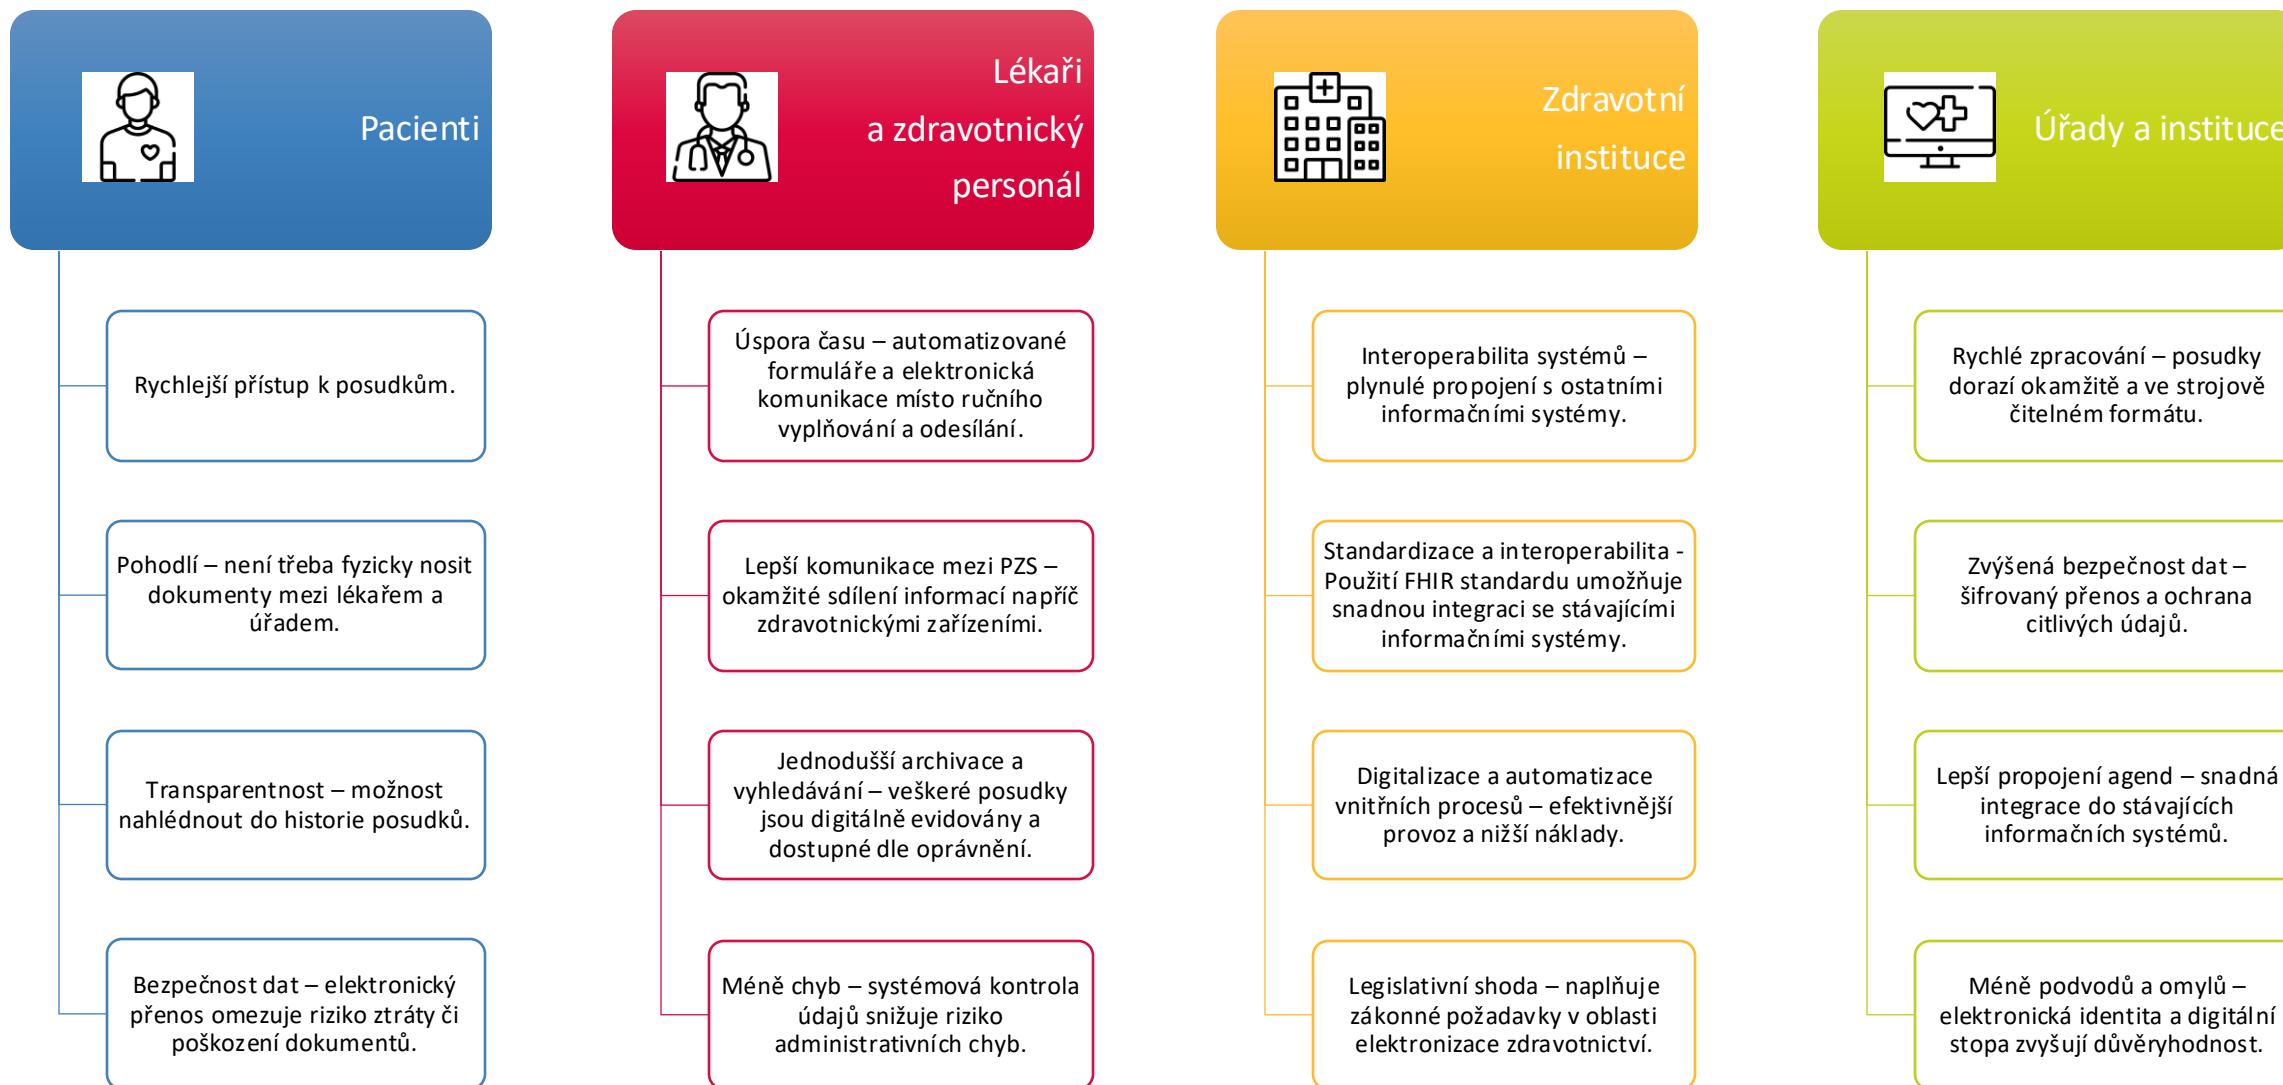 Pacienti
Rychlejší přístup k posudkům.
Pohodlí – není třeba fyzicky nosit
dokumenty mezi lékařem a
úřadem.
Transparentnost – možnost
nahlédnout do historie posudků.
Bezpečnost dat – elektronický
přenos omezuje riziko ztráty či
poškození dokumentů.
Lékaři
a zdravotnický
personál
Úspora času – automatizované
formuláře a elektronická
komunikace místo ručního
vyplňování a odesílání.
Lepší komunikace mezi PZS –
okamžité sdílení informací napříč
zdravotnickými zařízeními.
Jednodušší archivace a
vyhledávání – veškeré posudky
jsou digitálně evidovány a
dostupné dle oprávnění.
Méně chyb – systémová kontrola
údajů snižuje riziko
administrativních chyb.
Zdravotní
instituce
Interoperabilita systémů –
plynulé propojení s ostatními
informačními systémy.
Standardizace a interoperabilita -
Použití FHIR standardu umožňuje
snadnou integraci se stávajícími
informačními systémy.
Digitalizace a automatizace
vnitřních procesů – efektivnější
provoz a nižší náklady.
Legislativní shoda – naplňuje
zákonné požadavky v oblasti
elektronizace zdravotnictví.
Úřady a instituce
Rychlé zpracování – posudky
dorazí okamžitě a ve strojově
čitelném formátu.
Zvýšená bezpečnost dat –
šifrovaný přenos a ochrana
citlivých údajů.
Lepší propojení agend – snadná
integrace do stávajících
informačních systémů.
Méně podvodů a omylů –
elektronická identita a digitální
stopa zvyšují důvěryhodnost.